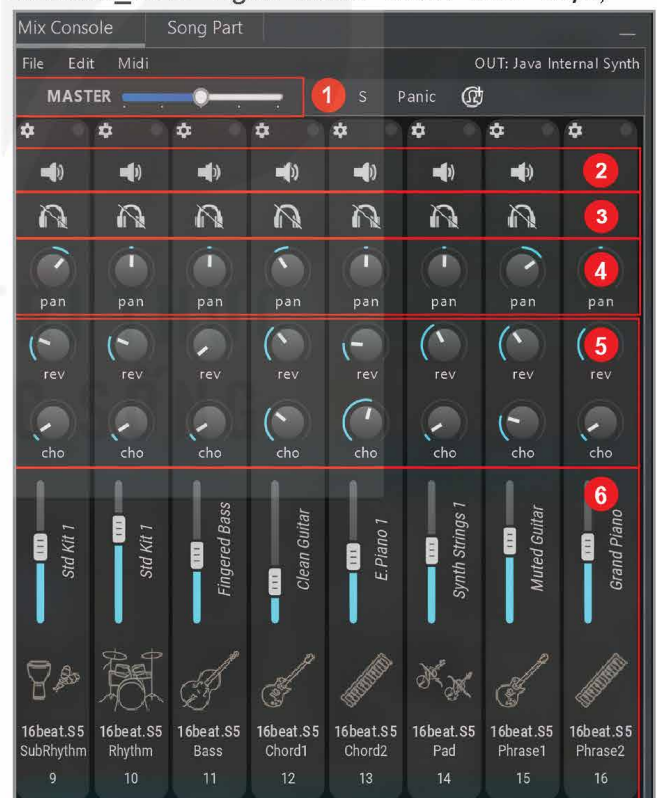 Mix Console Song Part
File Edit Midi OUT: Java Internal Synth
MASTER 1 S Panic
2
3
4
pan pan pan pan pan pan pan pan
5
rev rev rev rev rev rev rev rev
cho cho cho cho cho cho cho cho
6
Std Kit 1
Std Kit 1
Fingered Bass
Clean Guitar
E.Piano 1
Synth Strings 1
Muted Guitar
Grand Piano
16beat.S5 16beat.S5 16beat.S5 16beat.S5 16beat.S5 16beat.S5 16beat.S5 16beat.S5
SubRhythm Rhythm Bass Chord1 Chord2 Pad Phrase1 Phrase2
9 10 11 12 13 14 15 16